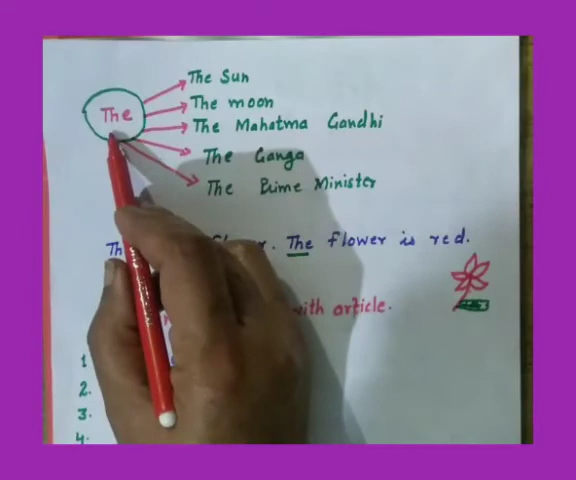 The
The Sun
The moon
The Mahatma Gandhi
The Ganga
The Prime Minister
The flower is red.
with article.
1
2.
3.
4.